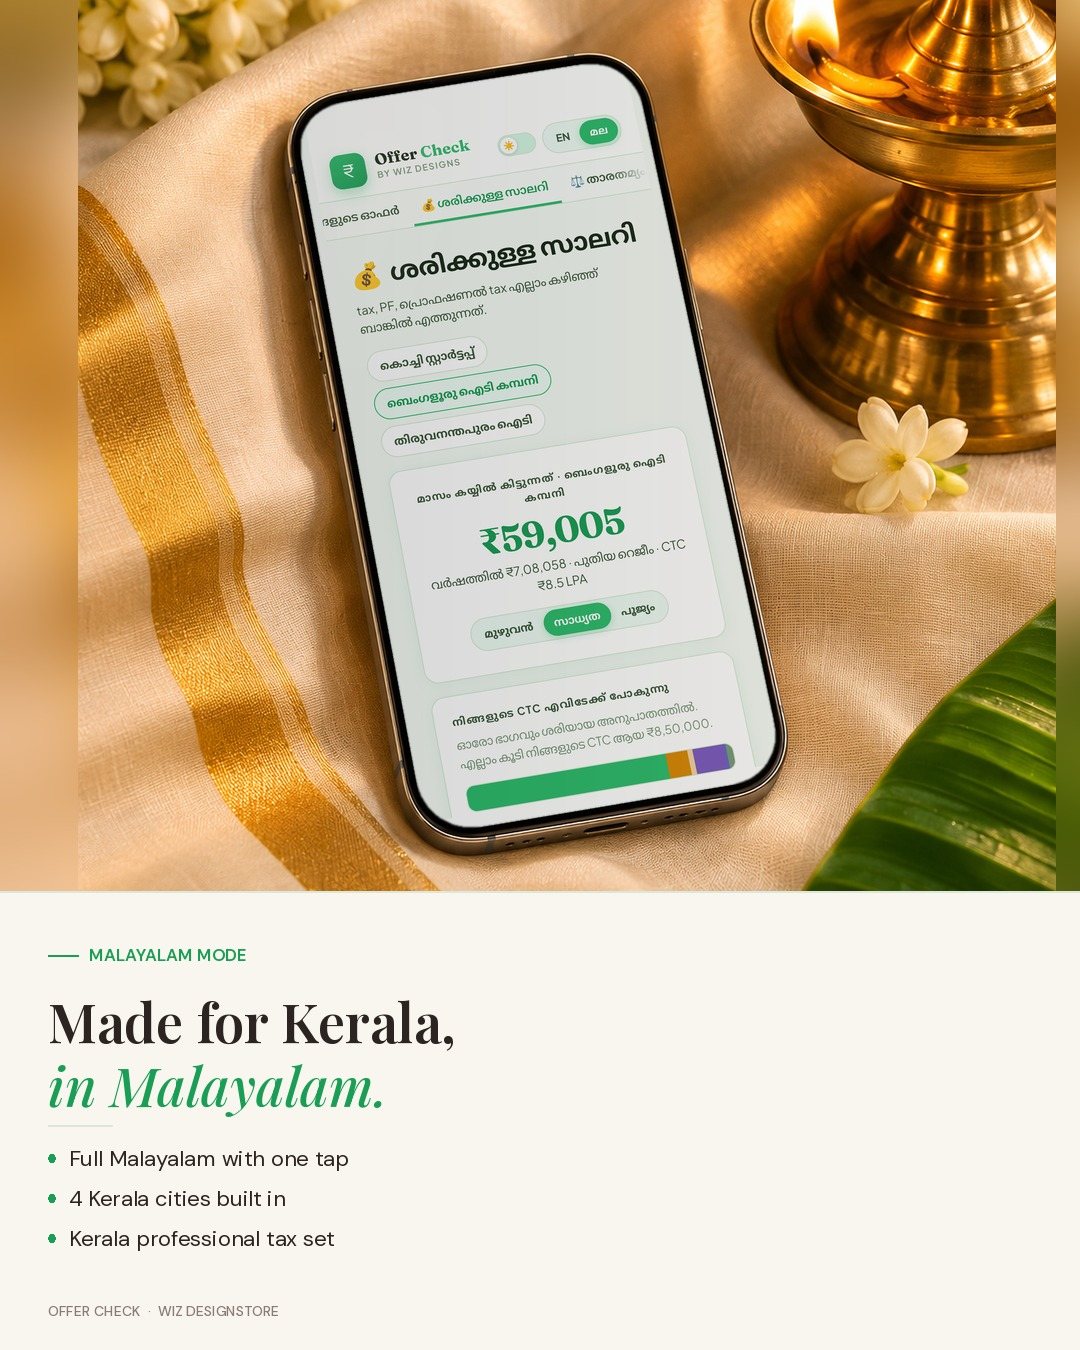 ₹
Offer Check
BY WIZ DESIGNS
EN
മല
ളുടെ ഓഫർ
💰 ശരിക്കുള്ള സാലറി
⚖️ താരതമ്യം
💰 ശരിക്കുള്ള സാലറി
tax, PF, പ്രൊഫഷണൽ tax എല്ലാം കഴിഞ്ഞ്
ബാങ്കിൽ എത്തുന്നത്.
കൊച്ചി സ്റ്റാർട്ടപ്പ്
ബെംഗളൂരു ഐടി കമ്പനി
തിരുവനന്തപുരം ഐടി
മാസം കയ്യിൽ കിട്ടുന്നത് · ബെംഗളൂരു ഐടി
കമ്പനി
₹59,005
വർഷത്തിൽ ₹7,08,058 · പുതിയ റെജീം · CTC
₹8.5 LPA
മുഴുവൻ
സാധ്യത
പൂജ്യം
നിങ്ങളുടെ CTC എവിടേക്ക് പോകുന്നു
ഓരോ ഭാഗവും ശരിയായ അനുപാതത്തിൽ.
എല്ലാം കൂടി നിങ്ങളുടെ CTC ആയ ₹8,50,000.
MALAYALAM MODE
Made for Kerala,
in Malayalam.
• Full Malayalam with one tap
• 4 Kerala cities built in
• Kerala professional tax set
OFFER CHECK · WIZ DESIGNSTORE